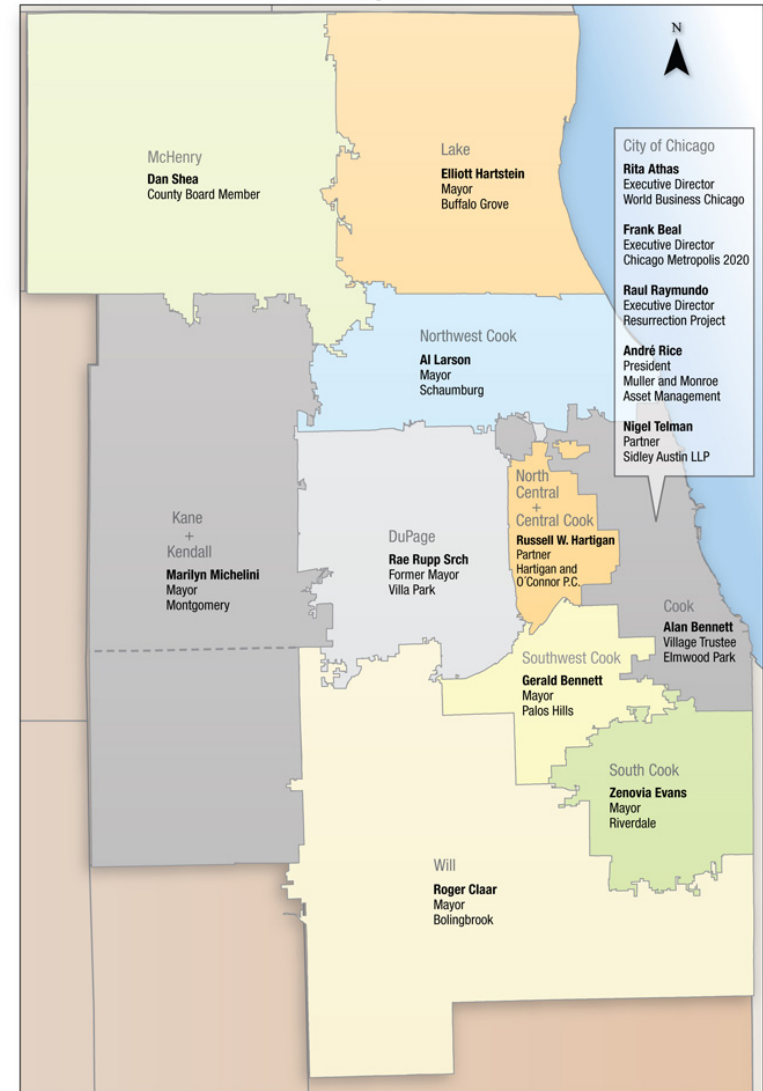 N
McHenry
Dan Shea
County Board Member
Lake
Elliott Hartstein
Mayor
Buffalo Grove
City of Chicago
Rita Athas
Executive Director
World Business Chicago
Frank Beal
Executive Director
Chicago Metropolis 2020
Raul Raymundo
Executive Director
Resurrection Project
André Rice
President
Muller and Monroe
Asset Management
Nigel Telman
Partner
Sidley Austin LLP
Northwest Cook
Al Larson
Mayor
Schaumburg
Kane
+
Kendall
Marilyn Michelini
Mayor
Montgomery
DuPage
Rae Rupp Srch
Former Mayor
Villa Park
North
Central
+
Central Cook
Russell W. Hartigan
Partner
Hartigan and
O´Connor P.C.
Cook
Alan Bennett
Village Trustee
Elmwood Park
Southwest Cook
Gerald Bennett
Mayor
Palos Hills
South Cook
Zenovia Evans
Mayor
Riverdale
Will
Roger Claar
Mayor
Bolingbrook